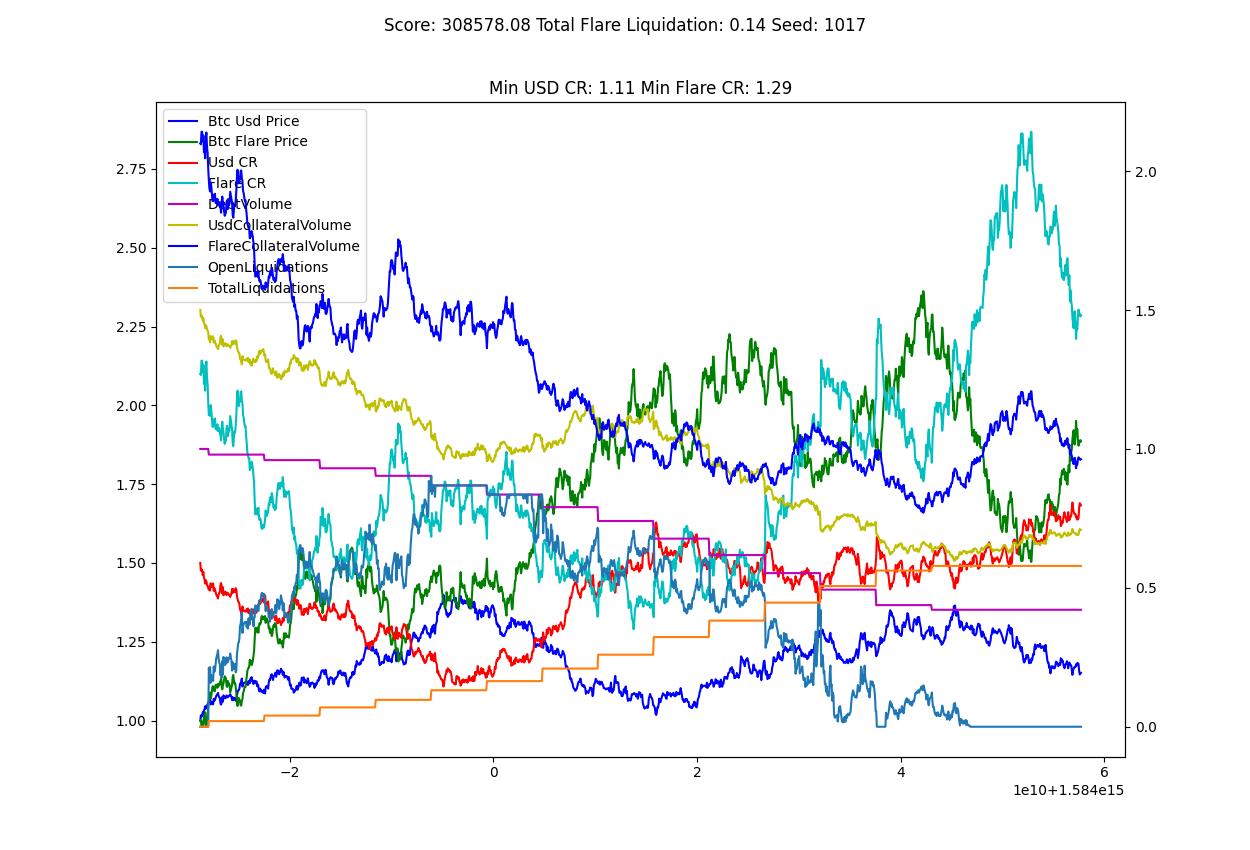 Score: 308578.08 Total Flare Liquidation: 0.14 Seed: 1017
Min USD CR: 1.11 Min Flare CR: 1.29
Btc Usd Price
Btc Flare Price
Usd CR
Flare CR
DebtVolume
UsdCollateralVolume
FlareCollateralVolume
OpenLiquidations
TotalLiquidations
2.75
2.50
2.25
2.00
1.75
1.50
1.25
1.00
2.0
1.5
1.0
0.5
0.0
−2
0
2
4
6
1e10+1.584e15